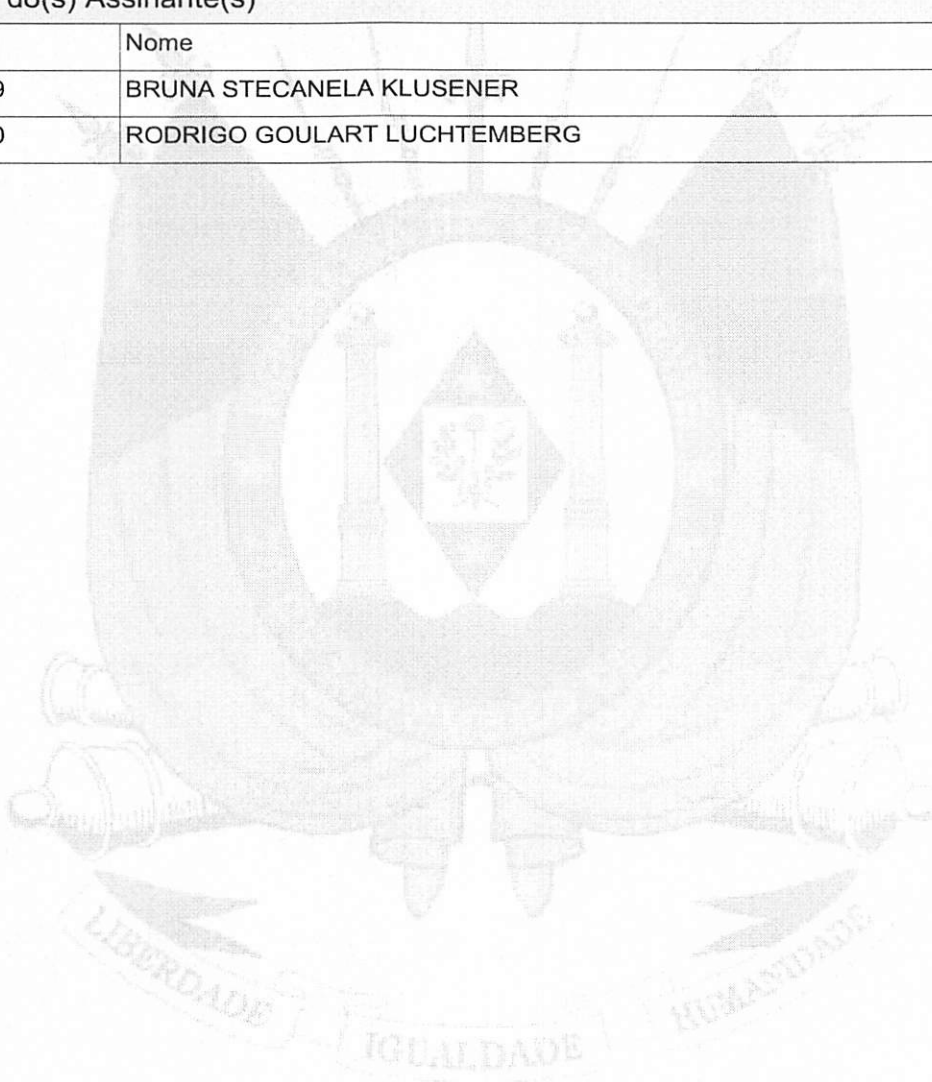 do(s) Assinante(s)
Nome
9 BRUNA STECANELA KLUSENER
0 RODRIGO GOULART LUCHTEMBERG
LIBERDADE
IGUALDADE
HUMANIDADE